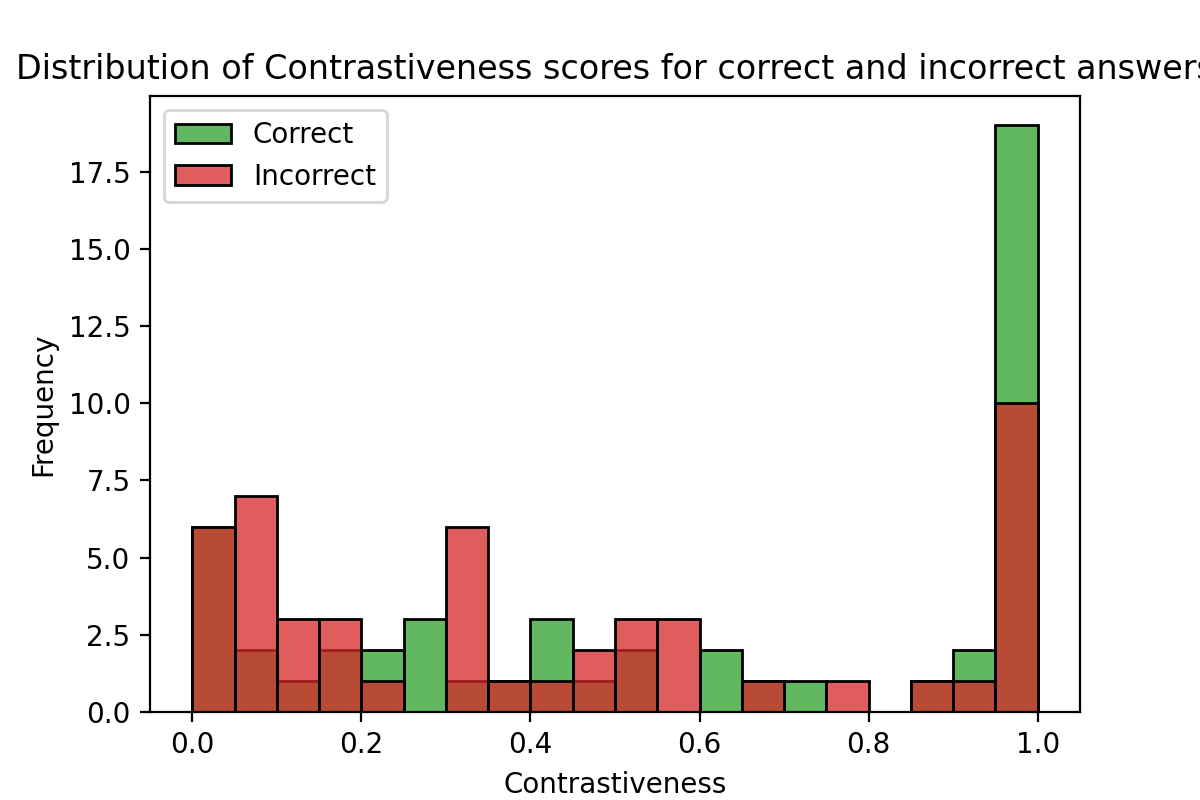 Distribution of Contrastiveness scores for correct and incorrect answers
Correct
Incorrect
Frequency
17.5
15.0
12.5
10.0
7.5
5.0
2.5
0.0
0.0 0.2 0.4 0.6 0.8 1.0
Contrastiveness